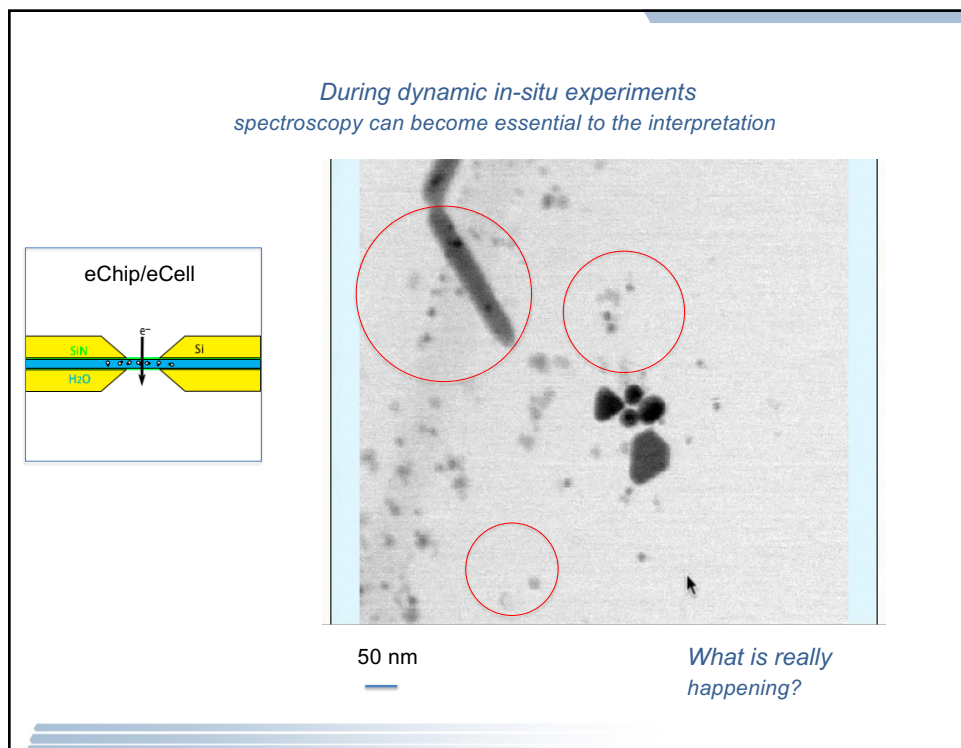 During dynamic in-situ experiments
spectroscopy can become essential to the interpretation
eChip/eCell
e–
SiN
Si
H2O
50 nm
What is really
happening?